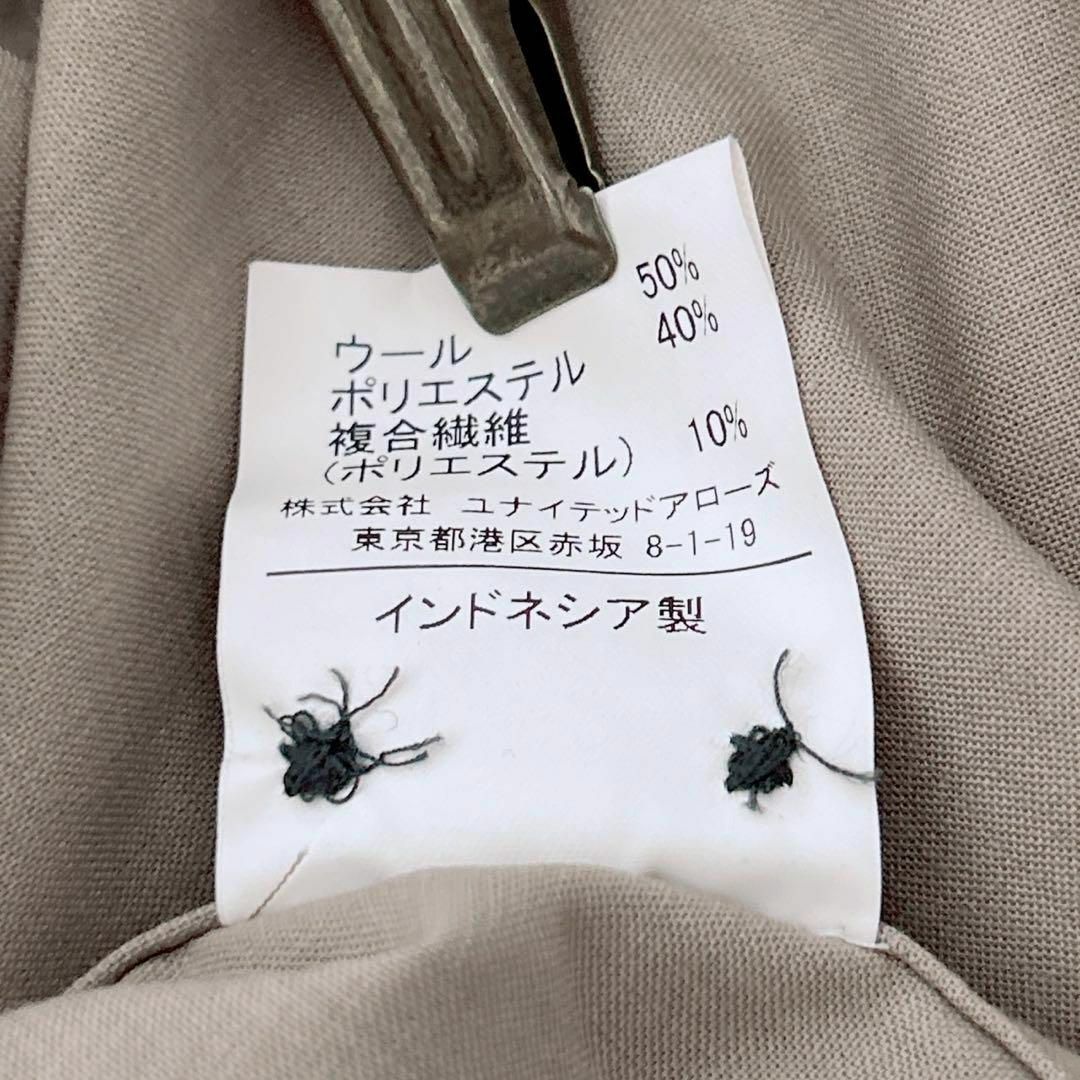 ウール 50%
ポリエステル 40%
複合繊維
(ポリエステル) 10%
株式会社 ユナイテッドアローズ
東京都港区赤坂 8-1-19
インドネシア製